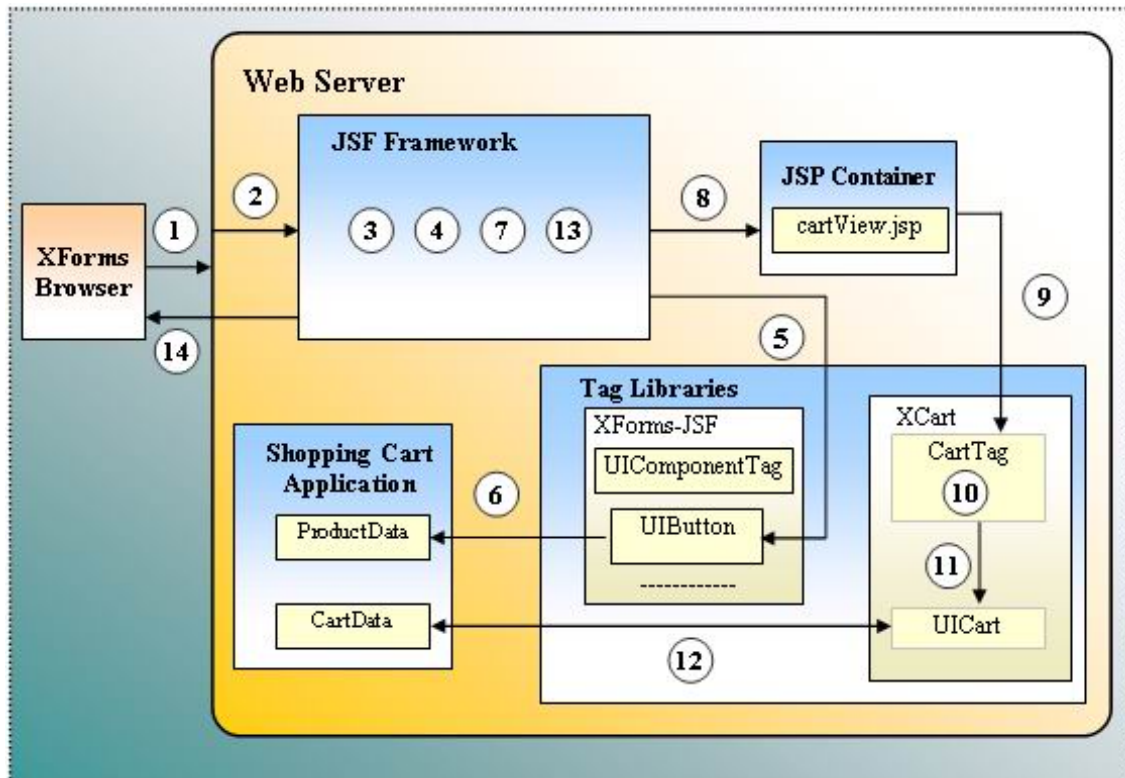 Web Server
JSF Framework
2
8
JSP Container
cartView.jsp
1
3
4
7
13
XForms
Browser
9
5
14
Tag Libraries
XForms-JSF
UIComponentTag
UIButton
------------
XCart
CartTag
10
11
UICart
Shopping Cart
Application
6
ProductData
CartData
12